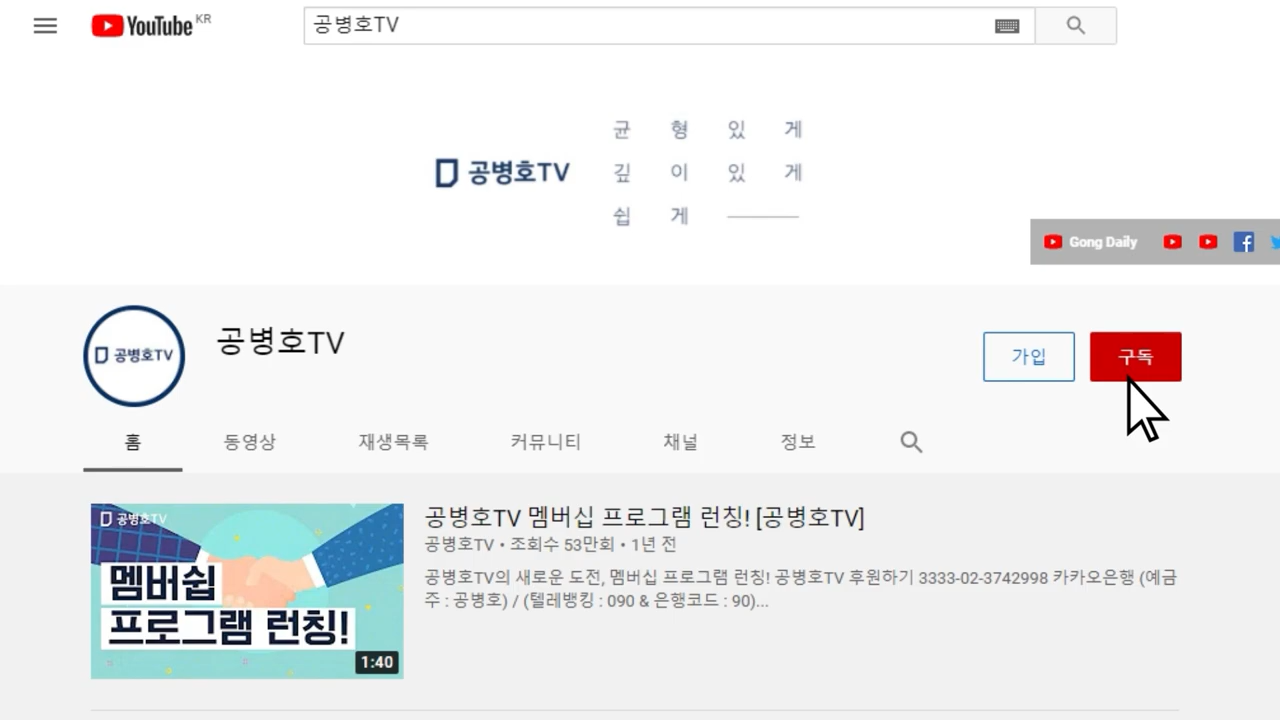 YouTube KR
공병호TV
균 형 있 게
공병호TV
깊 이 있 게
쉽 게
Gong Daily
공병호TV
공병호TV
가입
구독
홈
동영상
재생목록
커뮤니티
채널
정보
공병호TV
멤버쉽
프로그램 런칭!
1:40
공병호TV 멤버십 프로그램 런칭! [공병호TV]
공병호TV • 조회수 53만회 • 1년 전
공병호TV의 새로운 도전, 멤버십 프로그램 런칭! 공병호TV 후원하기 3333-02-3742998 카카오은행 (예금
주 : 공병호) / (텔레뱅킹 : 090 & 은행코드 : 90)...